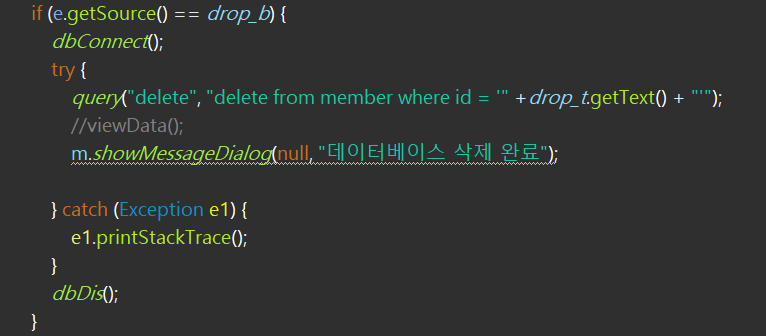 if (e.getSource() == drop_b) {
dbConnect();
try {
query("delete", "delete from member where id = '" +drop_t.getText() + "'");
//viewData();
m.showMessageDialog(null, "데이터베이스 삭제 완료");
} catch (Exception e1) {
e1.printStackTrace();
}
dbDis();
}